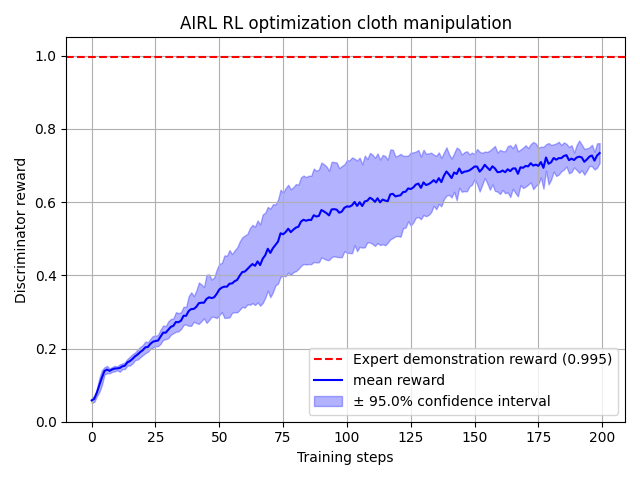 AIRL RL optimization cloth manipulation
Discriminator reward
1.0
0.8
0.6
0.4
0.2
0.0
Expert demonstration reward (0.995)
mean reward
± 95.0% confidence interval
0 25 50 75 100 125 150 175 200
Training steps